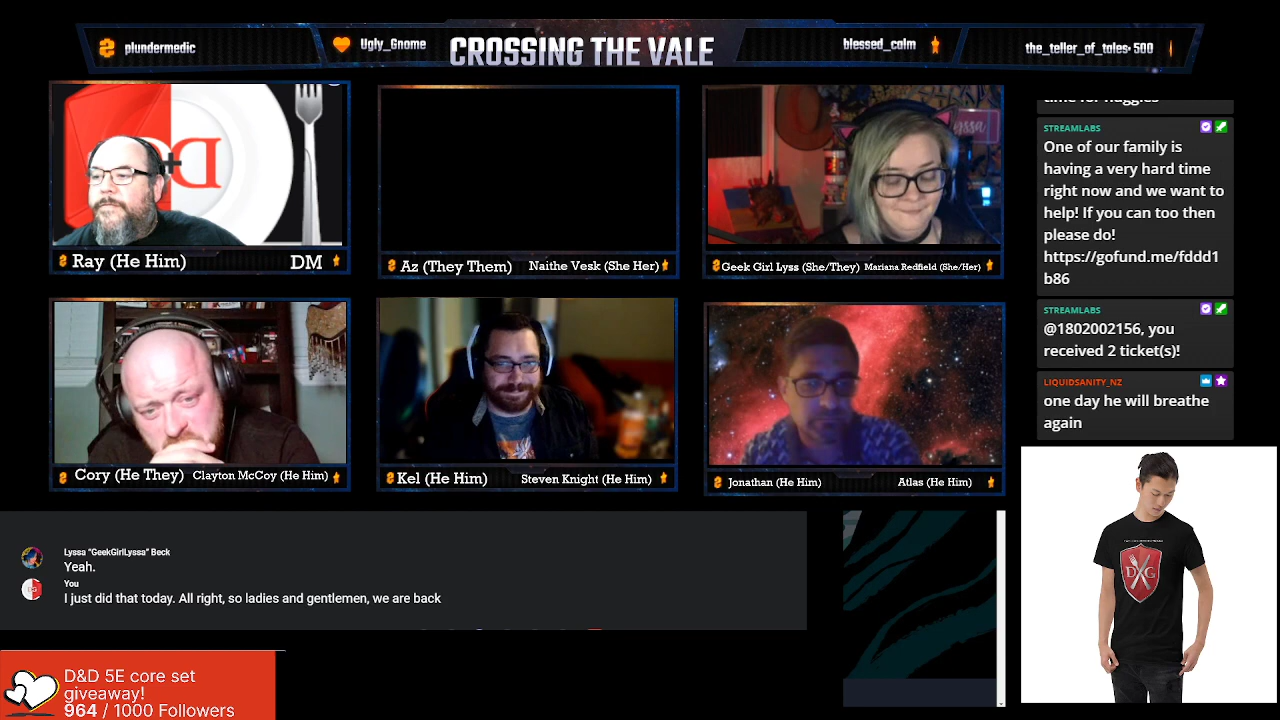 plundermedic
Ugly_Gnome
CROSSING THE VALE
blessed_calm
the_teller_of_tales: 500
Ray (He Him)
DM
Az (They Them)
Naithe Vesk (She Her)
Geek Girl Lyss (She/They)
Mariana Redfield (She/Her)
Cory (He They)
Clayton McCoy (He Him)
Kel (He Him)
Steven Knight (He Him)
Jonathan (He Him)
Atlas (He Him)
STREAMLABS
One of our family is
having a very hard time
right now and we want to
help! If you can too then
please do!
https://gofund.me/fddd1
b86
STREAMLABS
@1802002156, you
received 2 ticket(s)!
LIQUIDSANITY_NZ
one day he will breathe
again
Lyssa "GeekGirlLyssa" Beck
Yeah.
You
I just did that today. All right, so ladies and gentlemen, we are back
D&D 5E core set
giveaway!
964 / 1000 Followers
DXG